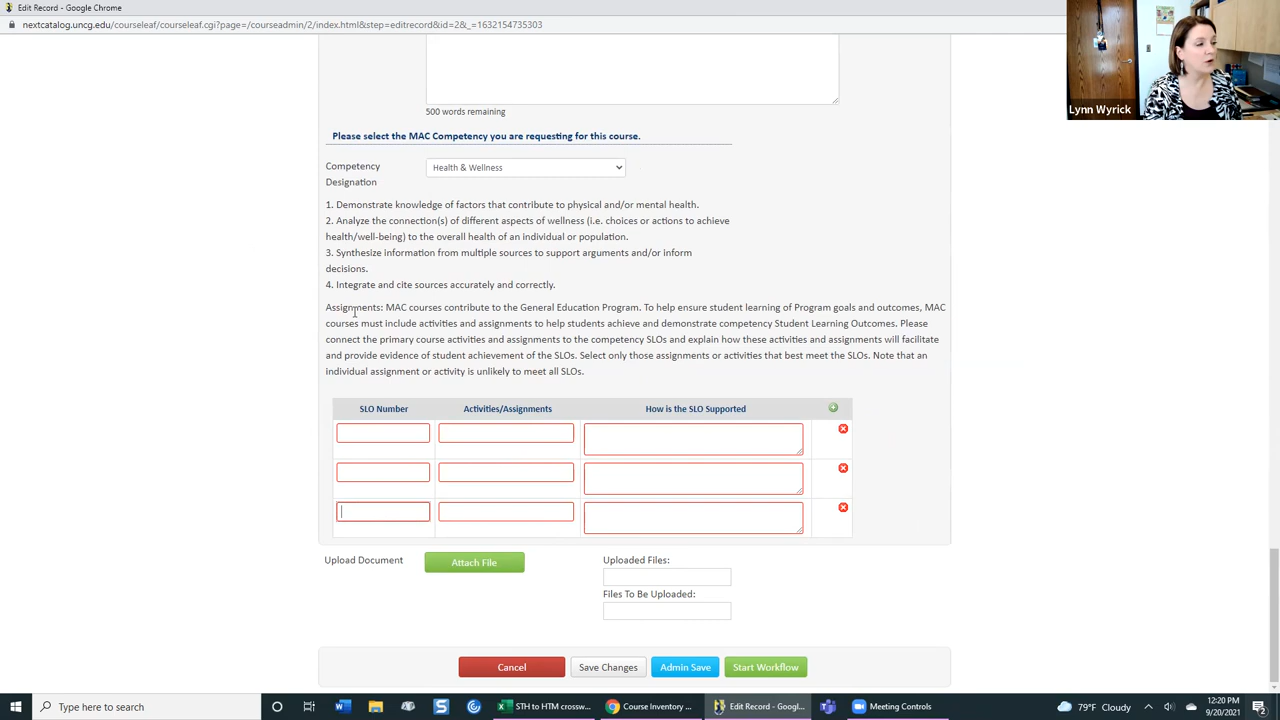 Edit Record - Google Chrome
nextcatalog.uncg.edu/courseleaf/courseleaf.cgi?page=/courseadmin/2/index.html&step=editrecord&id=2&_=1632154735303
Lynn Wyrick
500 words remaining
Please select the MAC Competency you are requesting for this course.
Competency
Designation
Health & Wellness
1. Demonstrate knowledge of factors that contribute to physical and/or mental health.
2. Analyze the connection(s) of different aspects of wellness (i.e. choices or actions to achieve
health/well-being) to the overall health of an individual or population.
3. Synthesize information from multiple sources to support arguments and/or inform
decisions.
4. Integrate and cite sources accurately and correctly.
Assignments: MAC courses contribute to the General Education Program. To help ensure student learning of Program goals and outcomes, MAC
courses must include activities and assignments to help students achieve and demonstrate competency Student Learning Outcomes. Please
connect the primary course activities and assignments to the competency SLOs and explain how these activities and assignments will facilitate
and provide evidence of student achievement of the SLOs. Select only those assignments or activities that best meet the SLOs. Note that an
individual assignment or activity is unlikely to meet all SLOs.
SLO Number Activities/Assignments How is the SLO Supported
Upload Document Attach File Uploaded Files:
Files To Be Uploaded:
Cancel Save Changes Admin Save Start Workflow
Type here to search STH to HTM crossw... Course Inventory ... Edit Record - Googl... Meeting Controls 79°F Cloudy 12:20 PM
9/20/2021 2